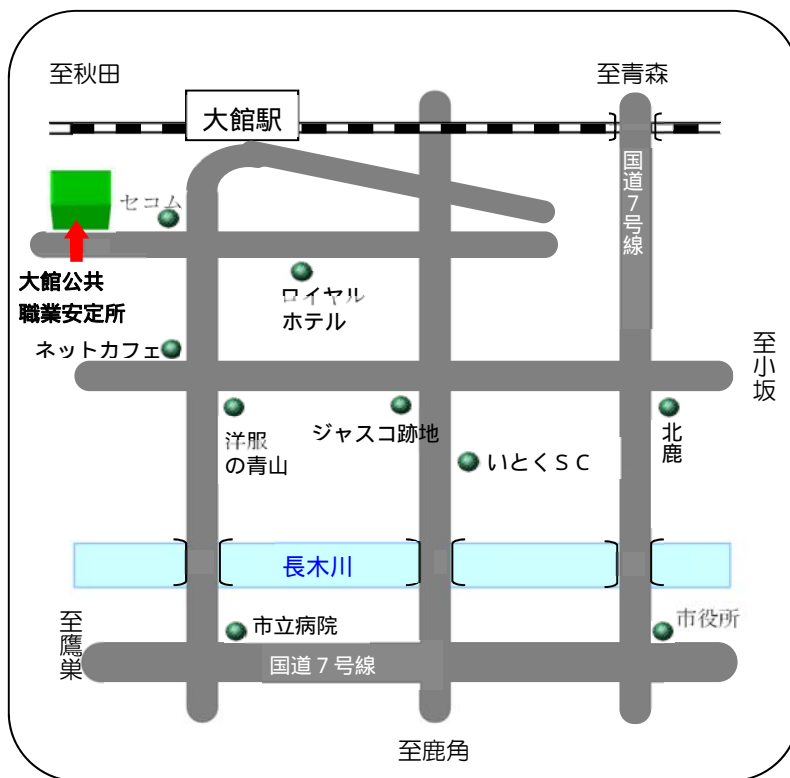 至秋田
至青森
大館駅
国道７号線
セコム
大館公共
職業安定所
ロイヤル
ホテル
ネットカフェ
至小坂
洋服
の青山
ジャスコ跡地
北鹿
いとくＳＣ
長木川
至鷹巣
市立病院
市役所
国道７号線
至鹿角